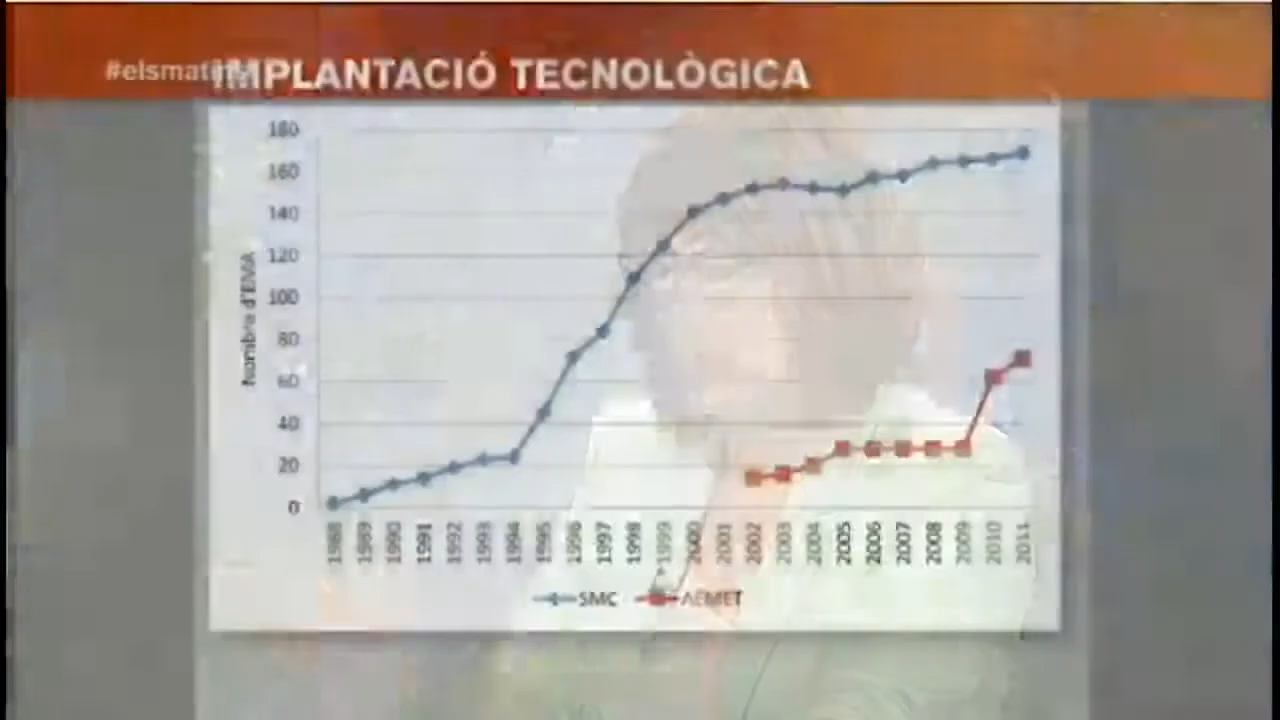 #elsmatins
IMPLANTACIÓ TECNOLÒGICA
Nombre d'EMA
180
160
140
120
100
80
60
40
20
0
1988 1989 1990 1991 1992 1993 1994 1995 1996 1997 1998 1999 2000 2001 2002 2003 2004 2005 2006 2007 2008 2009 2010 2011
SMC AEMET